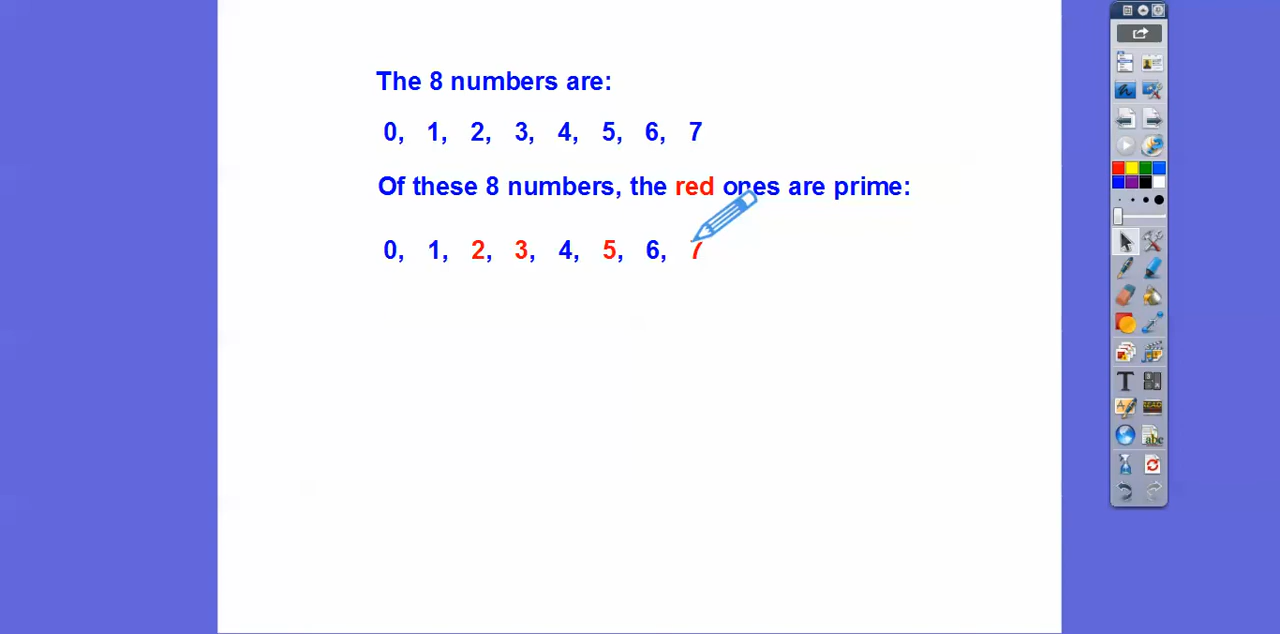 The 8 numbers are:
0, 1, 2, 3, 4, 5, 6, 7
Of these 8 numbers, the red ones are prime:
0, 1, 2, 3, 4, 5, 6, 7